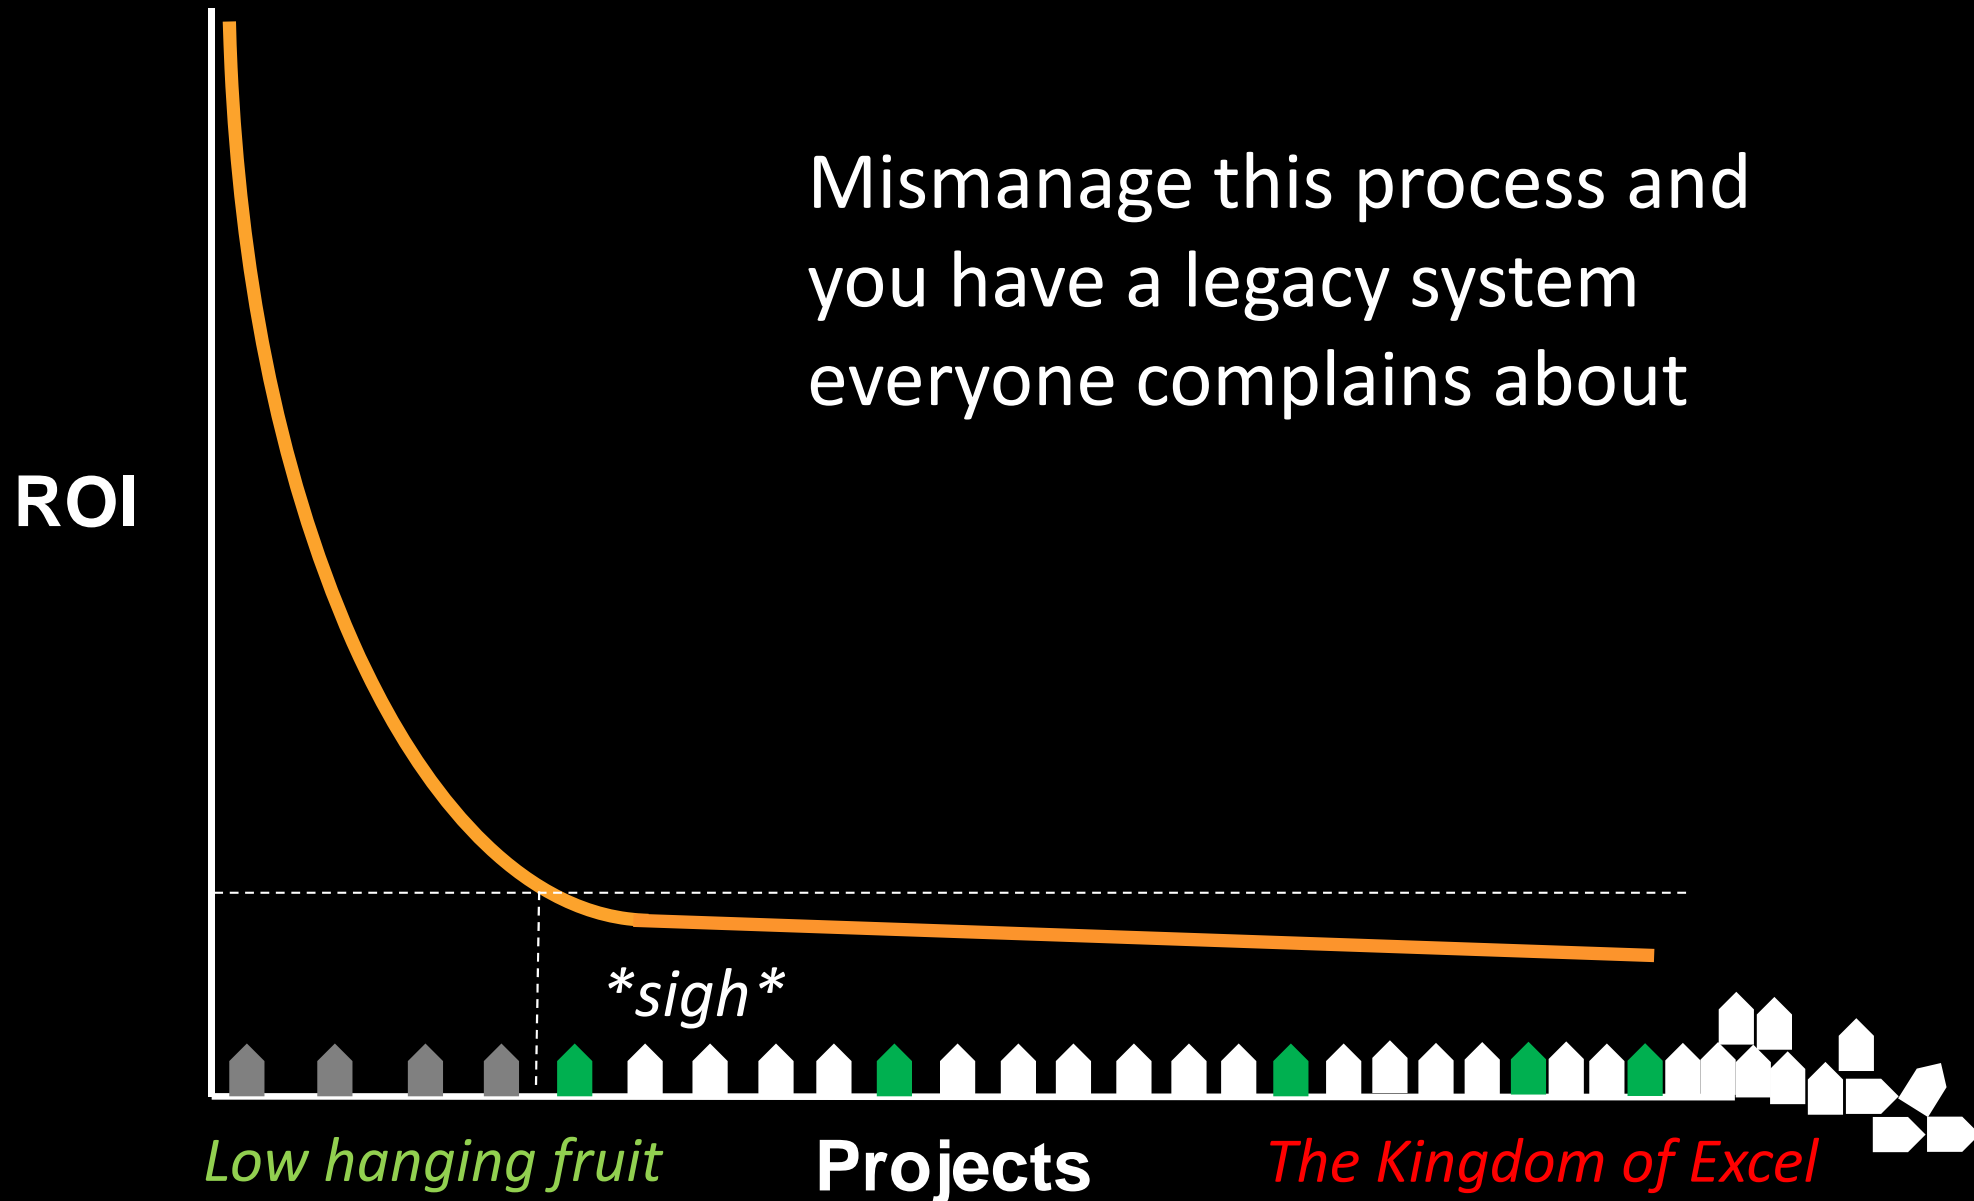 Mismanage this process and
you have a legacy system
everyone complains about
ROI
*sigh*
Low hanging fruit
Projects
The Kingdom of Excel